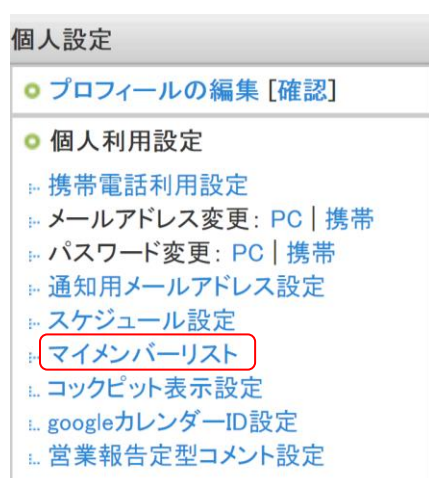 個人設定
プロフィールの編集 [確認]
個人利用設定
携帯電話利用設定
メールアドレス変更: PC | 携帯
パスワード変更: PC | 携帯
通知用メールアドレス設定
スケジュール設定
マイメンバーリスト
コックピット表示設定
googleカレンダーID設定
営業報告定型コメント設定